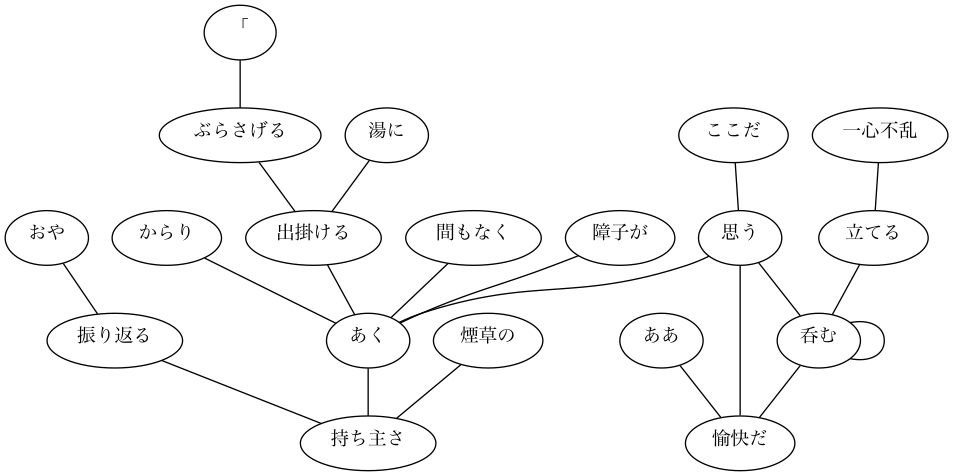 「
ぶらさげる 湯に ここだ 一心不乱
おや からり 出掛ける 間もなく 障子が 思う 立てる
振り返る あく 煙草の ああ 呑む
持ち主さ 愉快だ